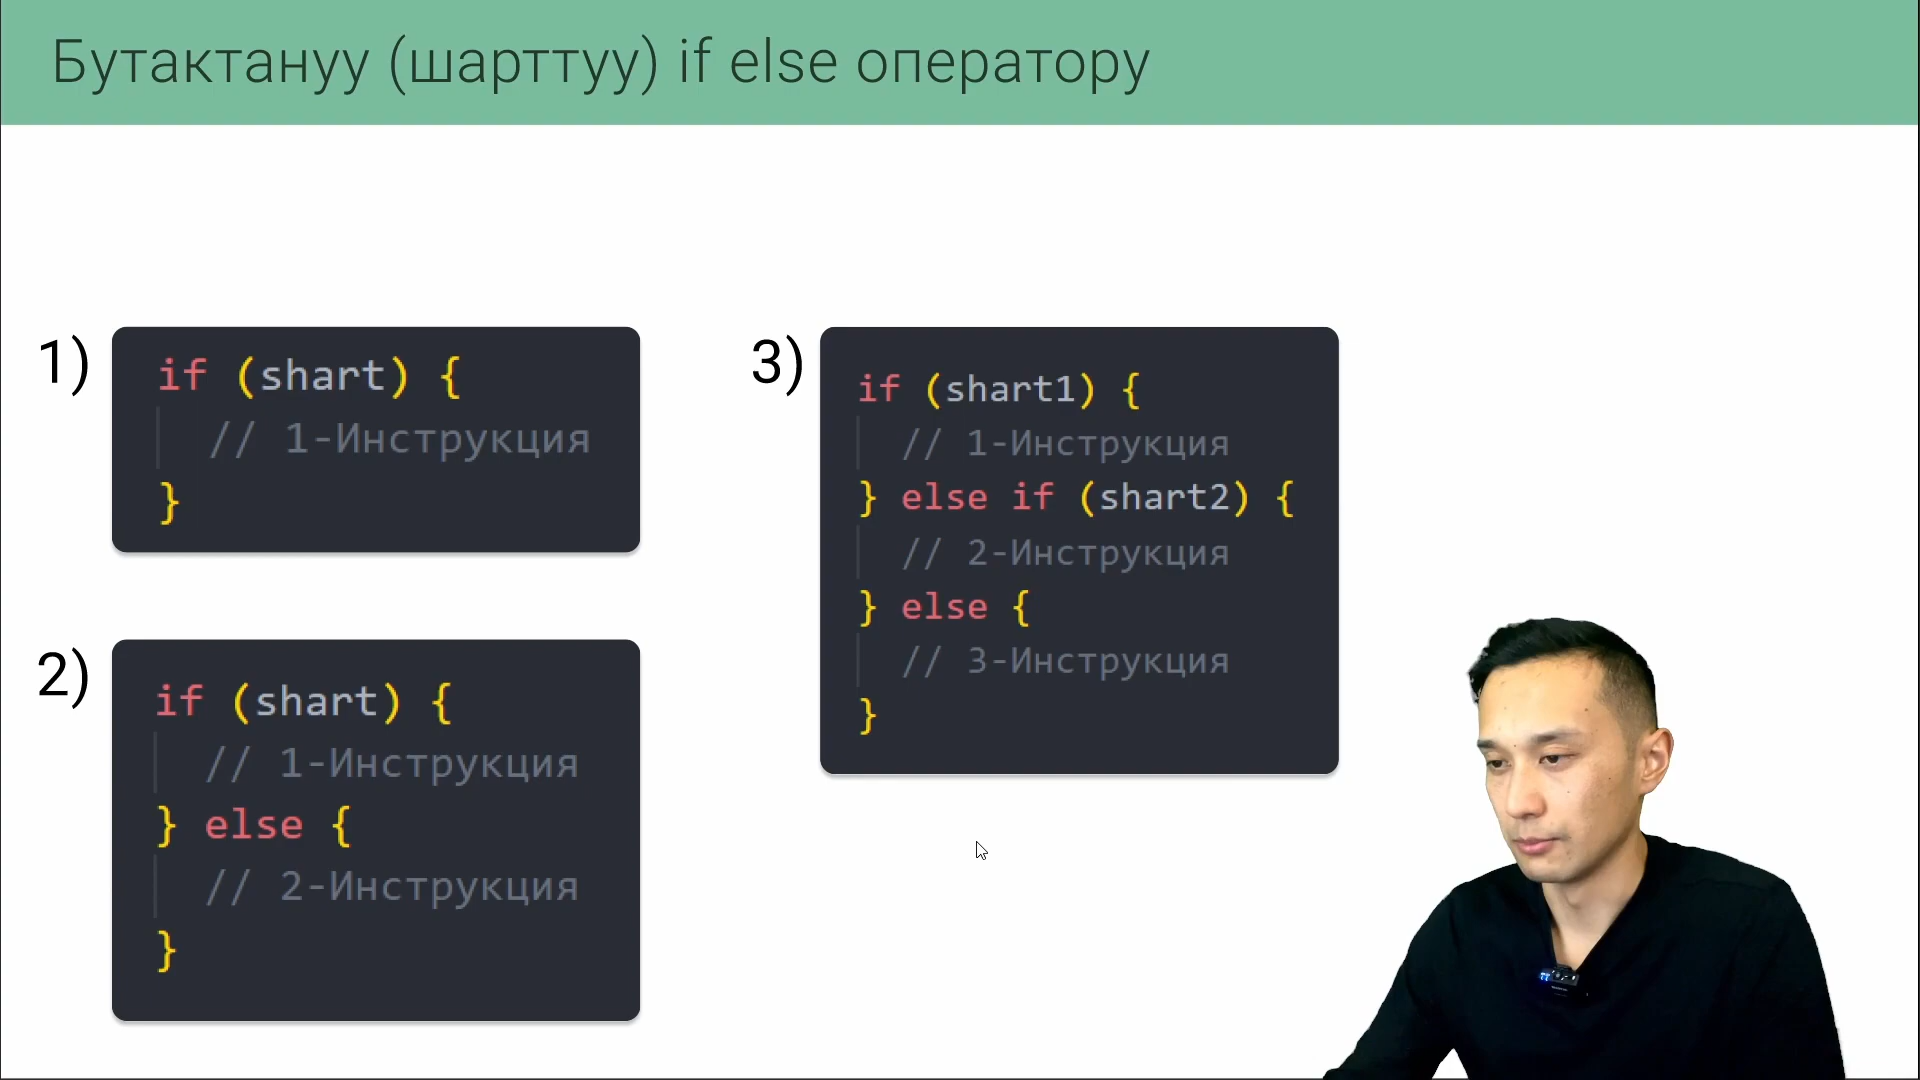 Бутактануу (шарттуу) if else оператору
1)
if (shart) {
// 1-Инструкция
}
2)
if (shart) {
// 1-Инструкция
} else {
// 2-Инструкция
}
3)
if (shart1) {
// 1-Инструкция
} else if (shart2) {
// 2-Инструкция
} else {
// 3-Инструкция
}